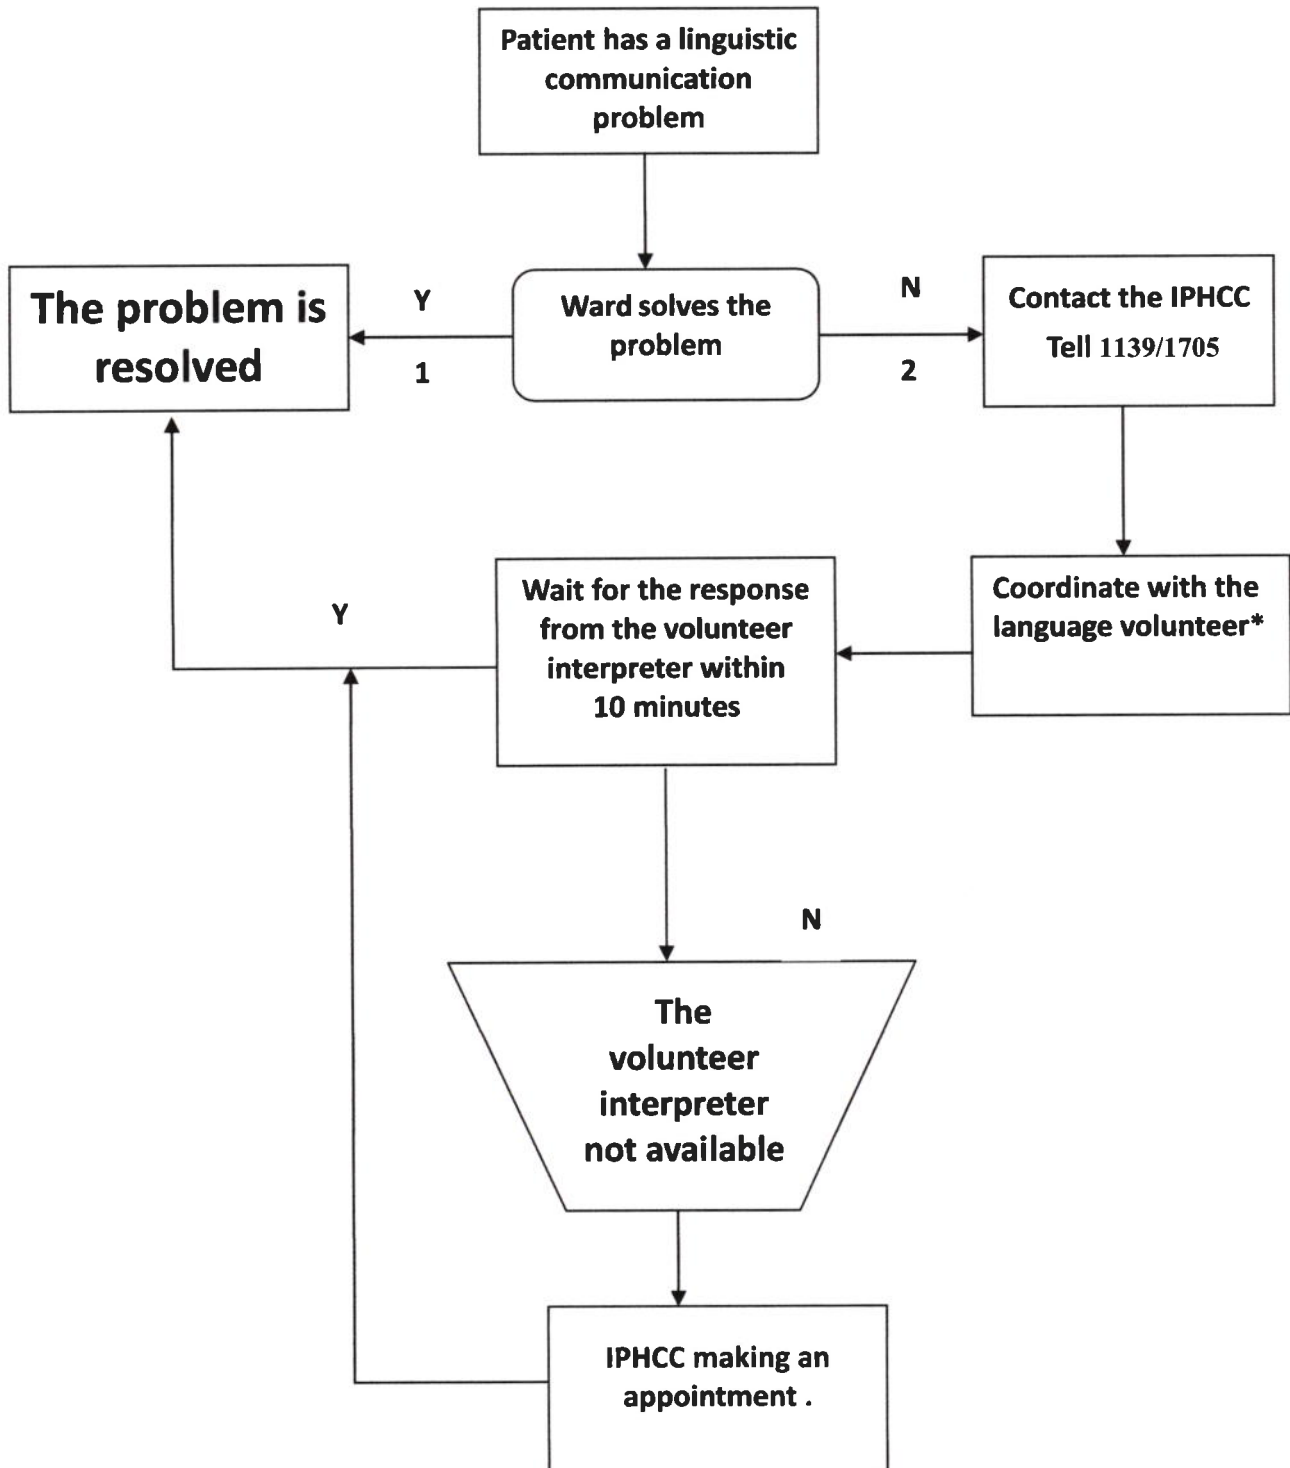 Patient has a linguistic
communication
problem
The problem is
resolved
Y
1
Ward solves the
problem
N
2
Contact the IPHCC
Tell 1139/1705
Coordinate with the
language volunteer*
Wait for the response
from the volunteer
interpreter within
10 minutes
Y
N
The
volunteer
interpreter
not available
IPHCC making an
appointment .